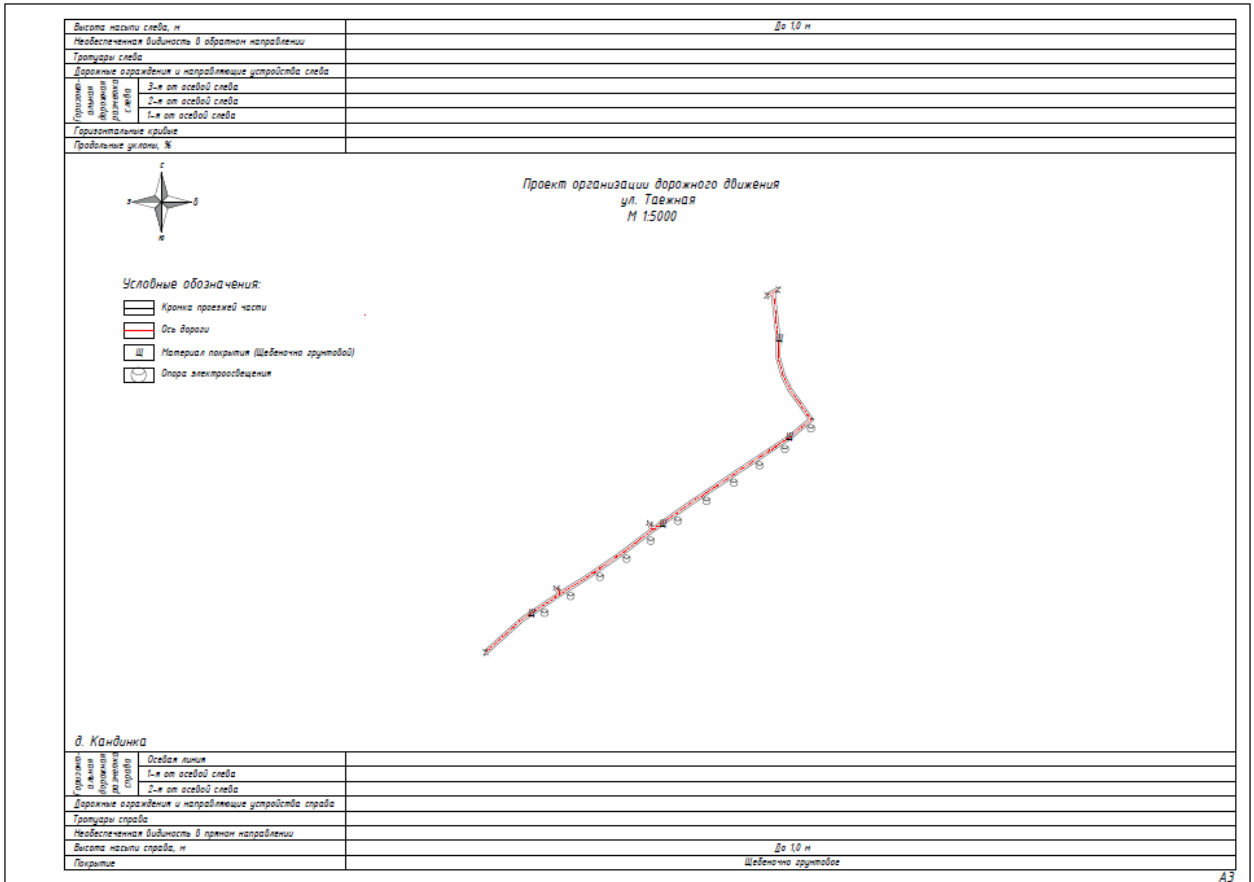 Высота насыпи слева, м
До 1,0 м
Необеспеченная видимость в обратном направлении
Тротуары слева
Дорожные ограждения и направляющие устройства слева
Горизонта-
альная
дорожная
разметка
слева
3-я от осевой слева
2-я от осевой слева
1-я от осевой слева
Горизонтальные кривые
Продольные уклоны, %
с
з
в
ю
Проект организации дорожного движения
ул. Таежная
М 1:5000
Условные обозначения:
Кромка проезжей части
Ось дороги
Щ Материал покрытия (Щебеночно грунтовой)
Опора электроосвещения
Щ
Щ
Щ
Щ
д. Кандинка
Горизонта-
альная
дорожная
разметка
справа
Осевая линия
1-я от осевой слева
2-я от осевой слева
Дорожные ограждения и направляющие устройства справа
Тротуары справа
Необеспеченная видимость в прямом направлении
Высота насыпи справа, м
До 1,0 м
Покрытие
Щебеночно грунтовое
А3